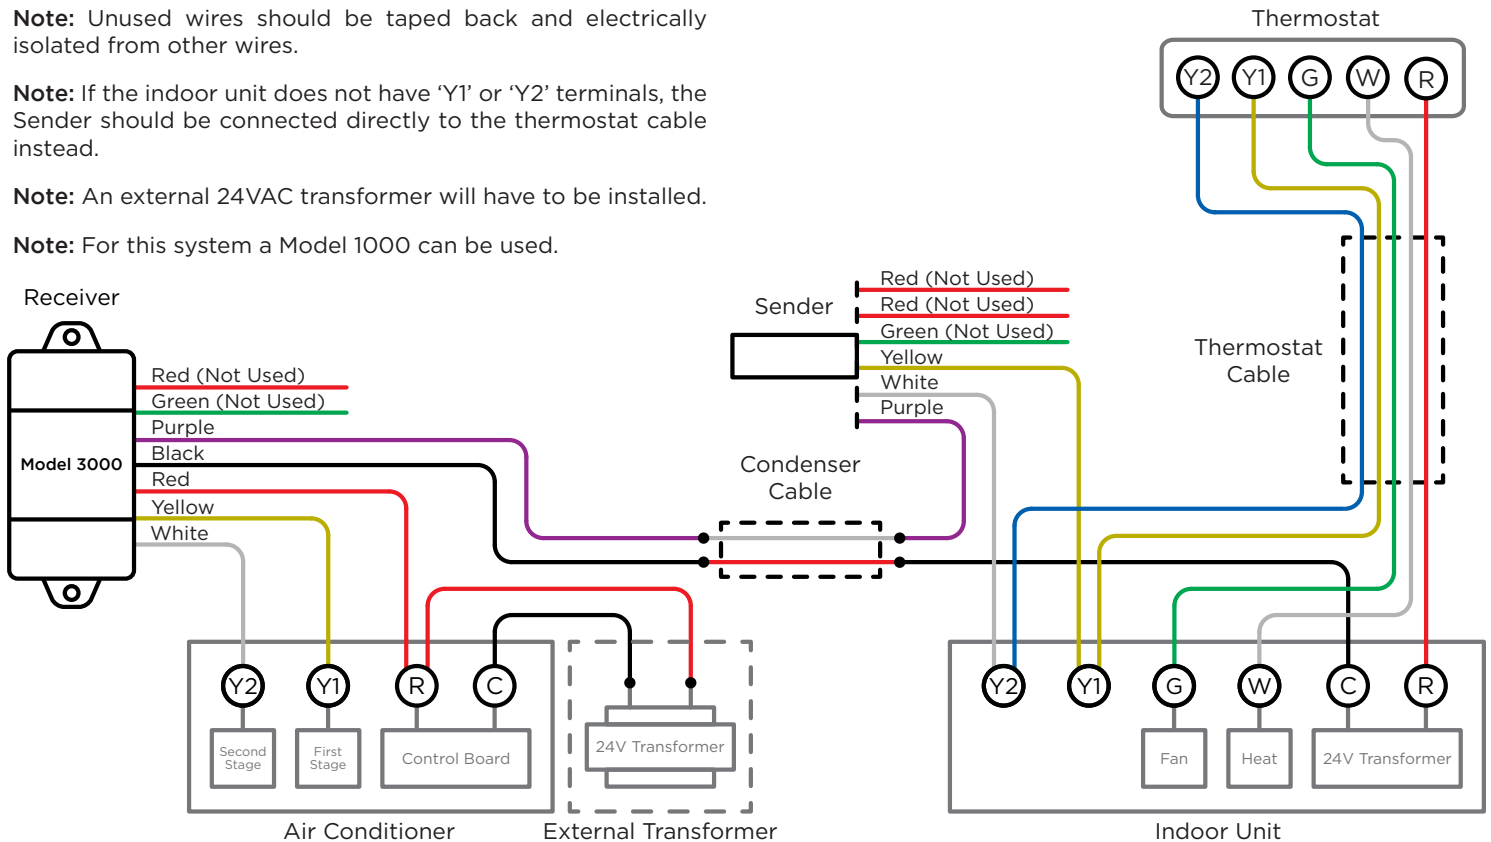 Note: Unused wires should be taped back and electrically
isolated from other wires.
Note: If the indoor unit does not have ‘Y1’ or ‘Y2’ terminals, the
Sender should be connected directly to the thermostat cable
instead.
Note: An external 24VAC transformer will have to be installed.
Note: For this system a Model 1000 can be used.
Thermostat
Y2 Y1 G W R
Thermostat
Cable
Receiver
Model 3000
Red (Not Used)
Green (Not Used)
Purple
Black
Red
Yellow
White
Sender
Red (Not Used)
Red (Not Used)
Green (Not Used)
Yellow
White
Purple
Condenser
Cable
Y2 Y1 R C
Second
Stage
First
Stage
Control Board
Air Conditioner
24V Transformer
External Transformer
Y2 Y1 G W C R
Fan
Heat
24V Transformer
Indoor Unit